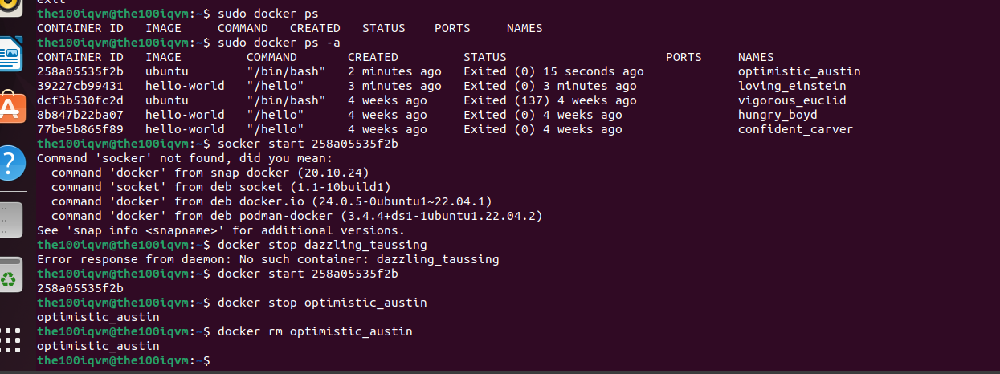 exit
the100iqvm@the100iqvm:~$ sudo docker ps
CONTAINER ID   IMAGE     COMMAND   CREATED   STATUS    PORTS     NAMES
the100iqvm@the100iqvm:~$ sudo docker ps -a
CONTAINER ID   IMAGE         COMMAND       CREATED         STATUS                      PORTS     NAMES
258a05535f2b   ubuntu        "/bin/bash"   2 minutes ago   Exited (0) 15 seconds ago             optimistic_austin
39227cb99431   hello-world   "/hello"      3 minutes ago   Exited (0) 3 minutes ago              loving_einstein
dcf3b530fc2d   ubuntu        "/bin/bash"   4 weeks ago     Exited (137) 4 weeks ago              vigorous_euclid
8b847b22ba07   hello-world   "/hello"      4 weeks ago     Exited (0) 4 weeks ago                hungry_boyd
77be5b865f89   hello-world   "/hello"      4 weeks ago     Exited (0) 4 weeks ago                confident_carver
the100iqvm@the100iqvm:~$ socker start 258a05535f2b
Command 'socker' not found, did you mean:
  command 'docker' from snap docker (20.10.24)
  command 'socket' from deb socket (1.1-10build1)
  command 'docker' from deb docker.io (24.0.5-0ubuntu1~22.04.1)
  command 'docker' from deb podman-docker (3.4.4+ds1-1ubuntu1.22.04.2)
See 'snap info <snapname>' for additional versions.
the100iqvm@the100iqvm:~$ docker stop dazzling_taussing
Error response from daemon: No such container: dazzling_taussing
the100iqvm@the100iqvm:~$ docker start 258a05535f2b
258a05535f2b
the100iqvm@the100iqvm:~$ docker stop optimistic_austin
optimistic_austin
the100iqvm@the100iqvm:~$ docker rm optimistic_austin
optimistic_austin
the100iqvm@the100iqvm:~$